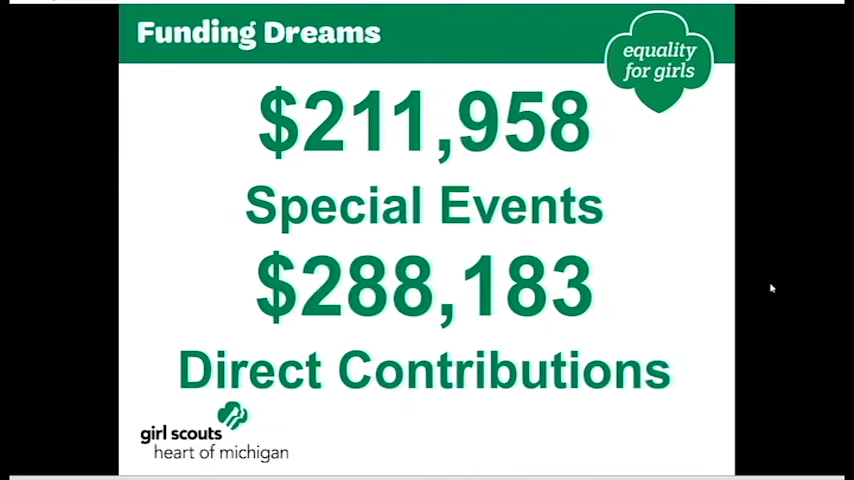 Funding Dreams
equality
for girls
$211,958
Special Events
$288,183
Direct Contributions
girl scouts
heart of michigan